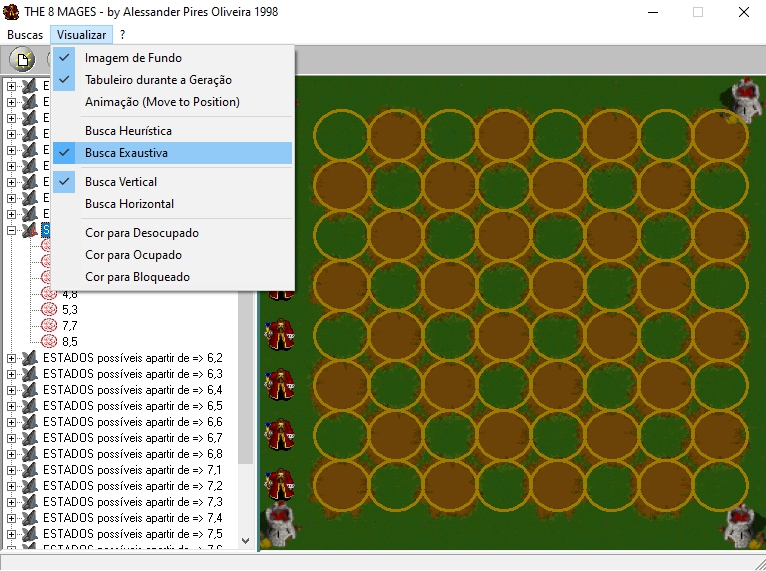 THE 8 MAGES - by Alessander Pires Oliveira 1998
Buscas Visualizar ?
Imagem de Fundo
Tabuleiro durante a Geração
Animação (Move to Position)
Busca Heurística
Busca Exaustiva
Busca Vertical
Busca Horizontal
Cor para Desocupado
Cor para Ocupado
Cor para Bloqueado
4,8
5,3
7,7
8,5
ESTADOS possíveis apartir de => 6,2
ESTADOS possíveis apartir de => 6,3
ESTADOS possíveis apartir de => 6,4
ESTADOS possíveis apartir de => 6,5
ESTADOS possíveis apartir de => 6,6
ESTADOS possíveis apartir de => 6,7
ESTADOS possíveis apartir de => 6,8
ESTADOS possíveis apartir de => 7,1
ESTADOS possíveis apartir de => 7,2
ESTADOS possíveis apartir de => 7,3
ESTADOS possíveis apartir de => 7,4
ESTADOS possíveis apartir de => 7,5
ESTADOS possíveis apartir de => 7,6